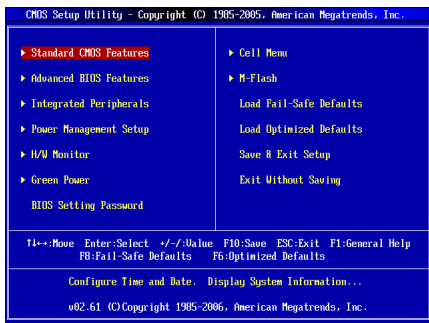 CMOS Setup Utility - Copyright (C) 1985-2005, American Megatrends, Inc.
▶ Standard CMOS Features
▶ Advanced BIOS Features
▶ Integrated Peripherals
▶ Power Management Setup
▶ H/W Monitor
▶ Green Power
BIOS Setting Password
▶ Cell Menu
▶ M-Flash
Load Fail-Safe Defaults
Load Optimized Defaults
Save & Exit Setup
Exit Without Saving
↑↓←→:Move Enter:Select +/-/:Value F10:Save ESC:Exit F1:General Help
F8:Fail-Safe Defaults F6:Optimized Defaults
Configure Time and Date. Display System Information...
v02.61 (C)Copyright 1985-2006, American Megatrends, Inc.